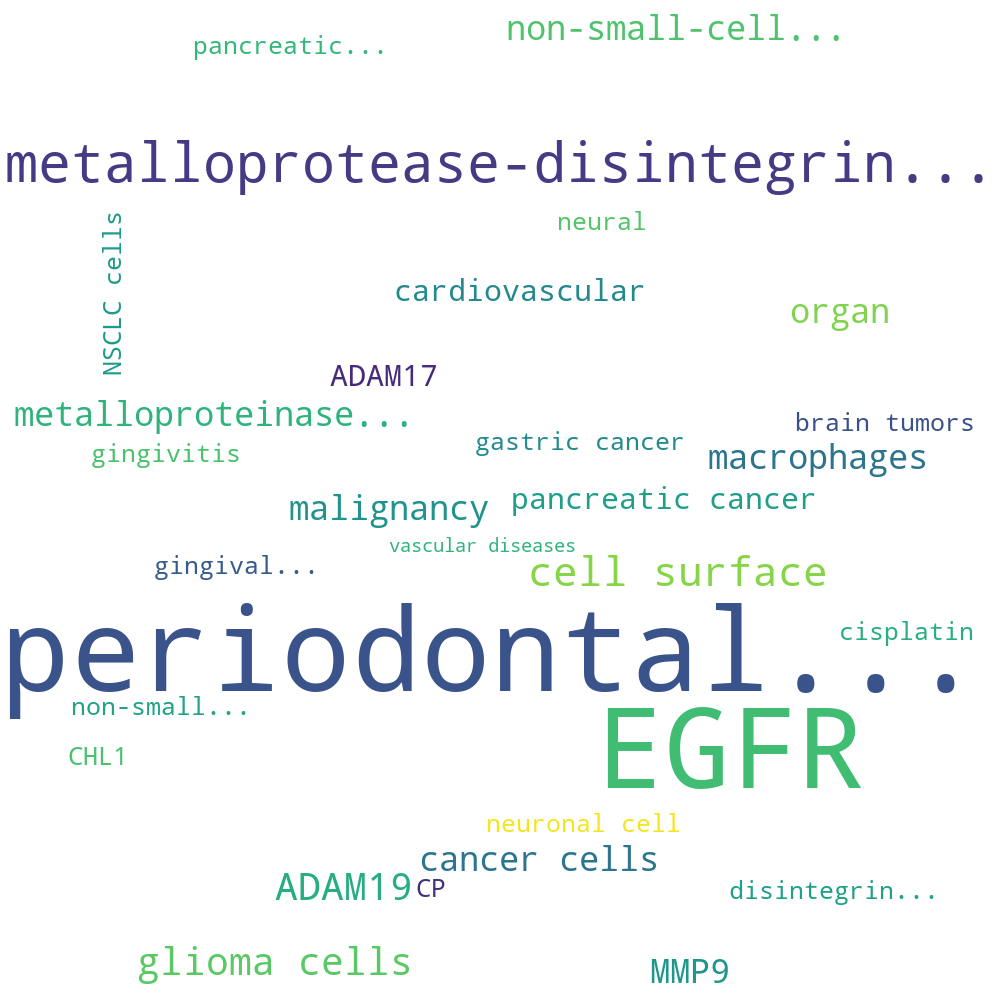 non-small-cell...
pancreatic...
metalloprotease-disintegrin...
neural
NSCLC cells
cardiovascular
organ
ADAM17
metalloproteinase...
brain tumors
gastric cancer
gingivitis
macrophages
pancreatic cancer
malignancy
vascular diseases
gingival...
cell surface
cisplatin
periodontal...
non-small...
EGFR
CHL1
neuronal cell
cancer cells
ADAM19
CP
disintegrin...
glioma cells
MMP9